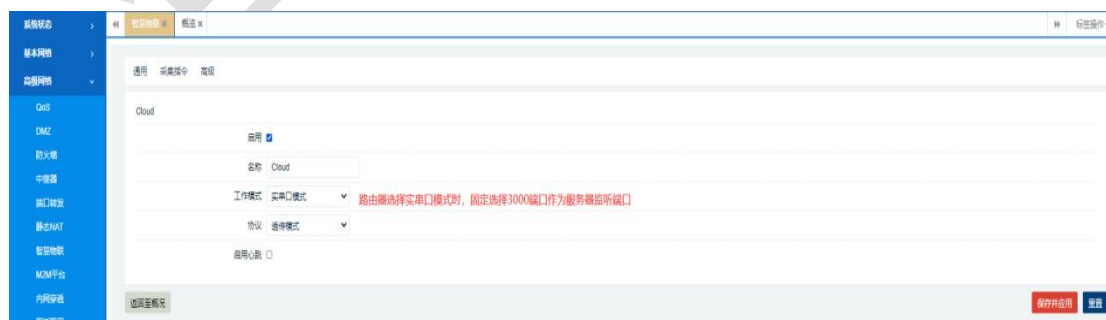 系统状态
智慧物联 ×
概览 ×
标签操作
基本网络
高级网络
通用 采集指令 高级
QoS
DMZ
防火墙
中继器
端口转发
静态NAT
智慧物联
M2M平台
内网穿透
Cloud
启用
名称 Cloud
工作模式 实串口模式
路由器选择实串口模式时，固定选择3000端口作为服务器监听端口
协议 透传模式
启用心跳
返回至概况
保存并应用
重置